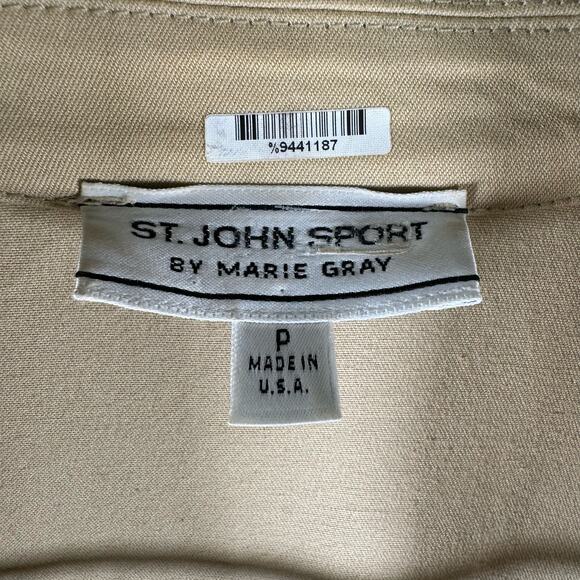 %9441187
ST. JOHN SPORT
BY MARIE GRAY
P
MADE IN
U.S.A.